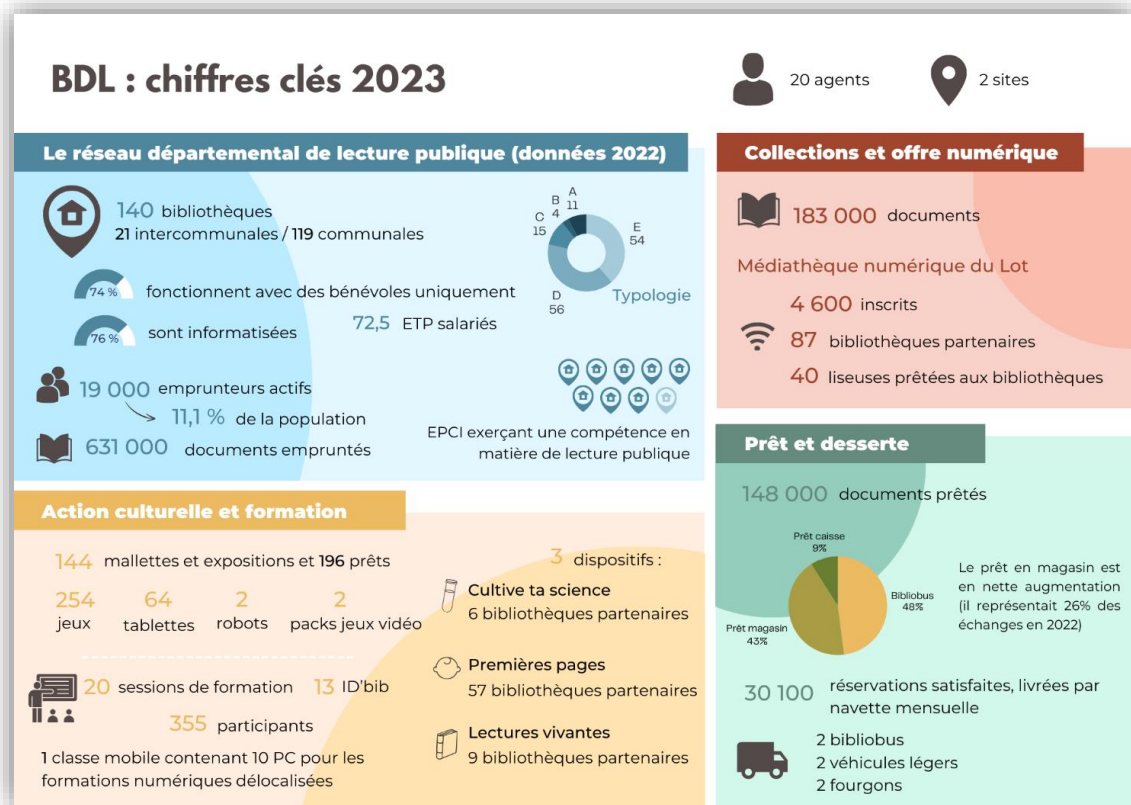 BDL : chiffres clés 2023
20 agents
2 sites
Le réseau départemental de lecture publique (données 2022)
140 bibliothèques
21 intercommunales / 119 communales
74 %
fonctionnent avec des bénévoles uniquement
76 %
sont informatisées
72,5 ETP salariés
A
11
B
4
C
15
D
56
E
54
Typologie
19 000 emprunteurs actifs
11,1 % de la population
631 000 documents empruntés
EPCI exerçant une compétence en
matière de lecture publique
Collections et offre numérique
183 000 documents
Médiathèque numérique du Lot
4 600 inscrits
87 bibliothèques partenaires
40 liseuses prêtées aux bibliothèques
Action culturelle et formation
144 mallettes et expositions et 196 prêts
254
jeux
64
tablettes
2
robots
2
packs jeux vidéo
20 sessions de formation 13 ID'bib
355 participants
1 classe mobile contenant 10 PC pour les
formations numériques délocalisées
3 dispositifs :
Cultive ta science
6 bibliothèques partenaires
Premières pages
57 bibliothèques partenaires
Lectures vivantes
9 bibliothèques partenaires
Prêt et desserte
148 000 documents prêtés
Prêt caisse
9%
Bibliobus
48%
Prêt magasin
43%
Le prêt en magasin est
en nette augmentation
(il représentait 26% des
échanges en 2022)
30 100 réservations satisfaites, livrées par
navette mensuelle
2 bibliobus
2 véhicules légers
2 fourgons